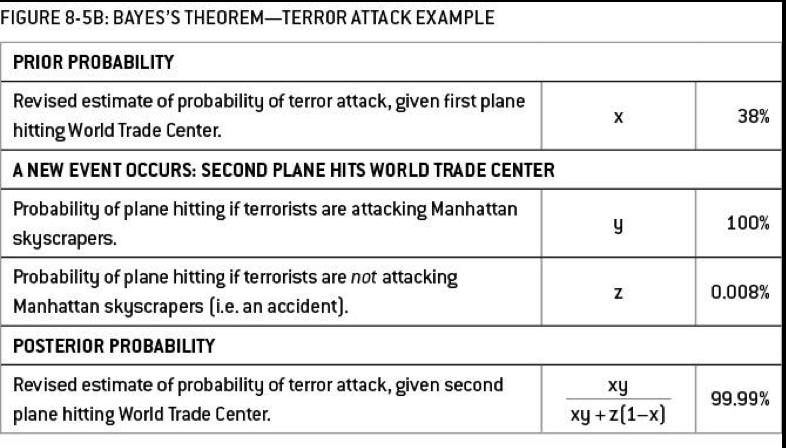 FIGURE 8-5B: BAYES'S THEOREM—TERROR ATTACK EXAMPLE
PRIOR PROBABILITY
Revised estimate of probability of terror attack, given first plane
hitting World Trade Center.
x
38%
A NEW EVENT OCCURS: SECOND PLANE HITS WORLD TRADE CENTER
Probability of plane hitting if terrorists are attacking Manhattan
skyscrapers.
y
100%
Probability of plane hitting if terrorists are not attacking
Manhattan skyscrapers (i.e. an accident).
z
0.008%
POSTERIOR PROBABILITY
Revised estimate of probability of terror attack, given second
plane hitting World Trade Center.
xy
xy + z(1–x)
99.99%